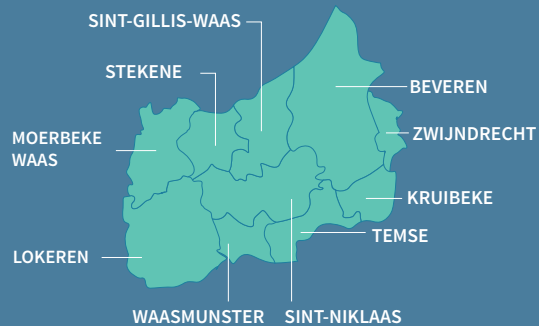 SINT-GILLIS-WAAS
STEKENE
BEVEREN
MOERBEKE
WAAS
ZWIJNDRECHT
KRUIBEKE
TEMSE
LOKEREN
WAASMUNSTER
SINT-NIKLAAS